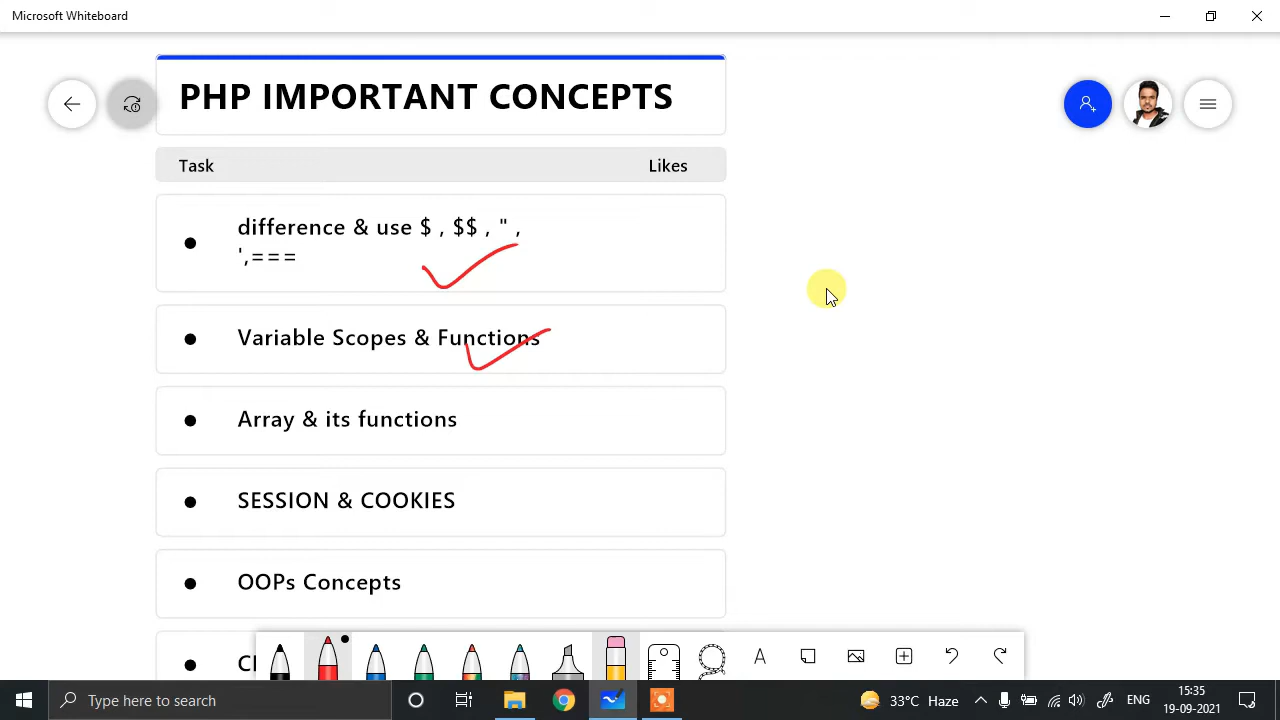 Microsoft Whiteboard
PHP IMPORTANT CONCEPTS
Task Likes
difference & use $ , $$ , " ,
',===
Variable Scopes & Functions
Array & its functions
SESSION & COOKIES
OOPs Concepts
A
Type here to search
33°C Haze
ENG
15:35
19-09-2021